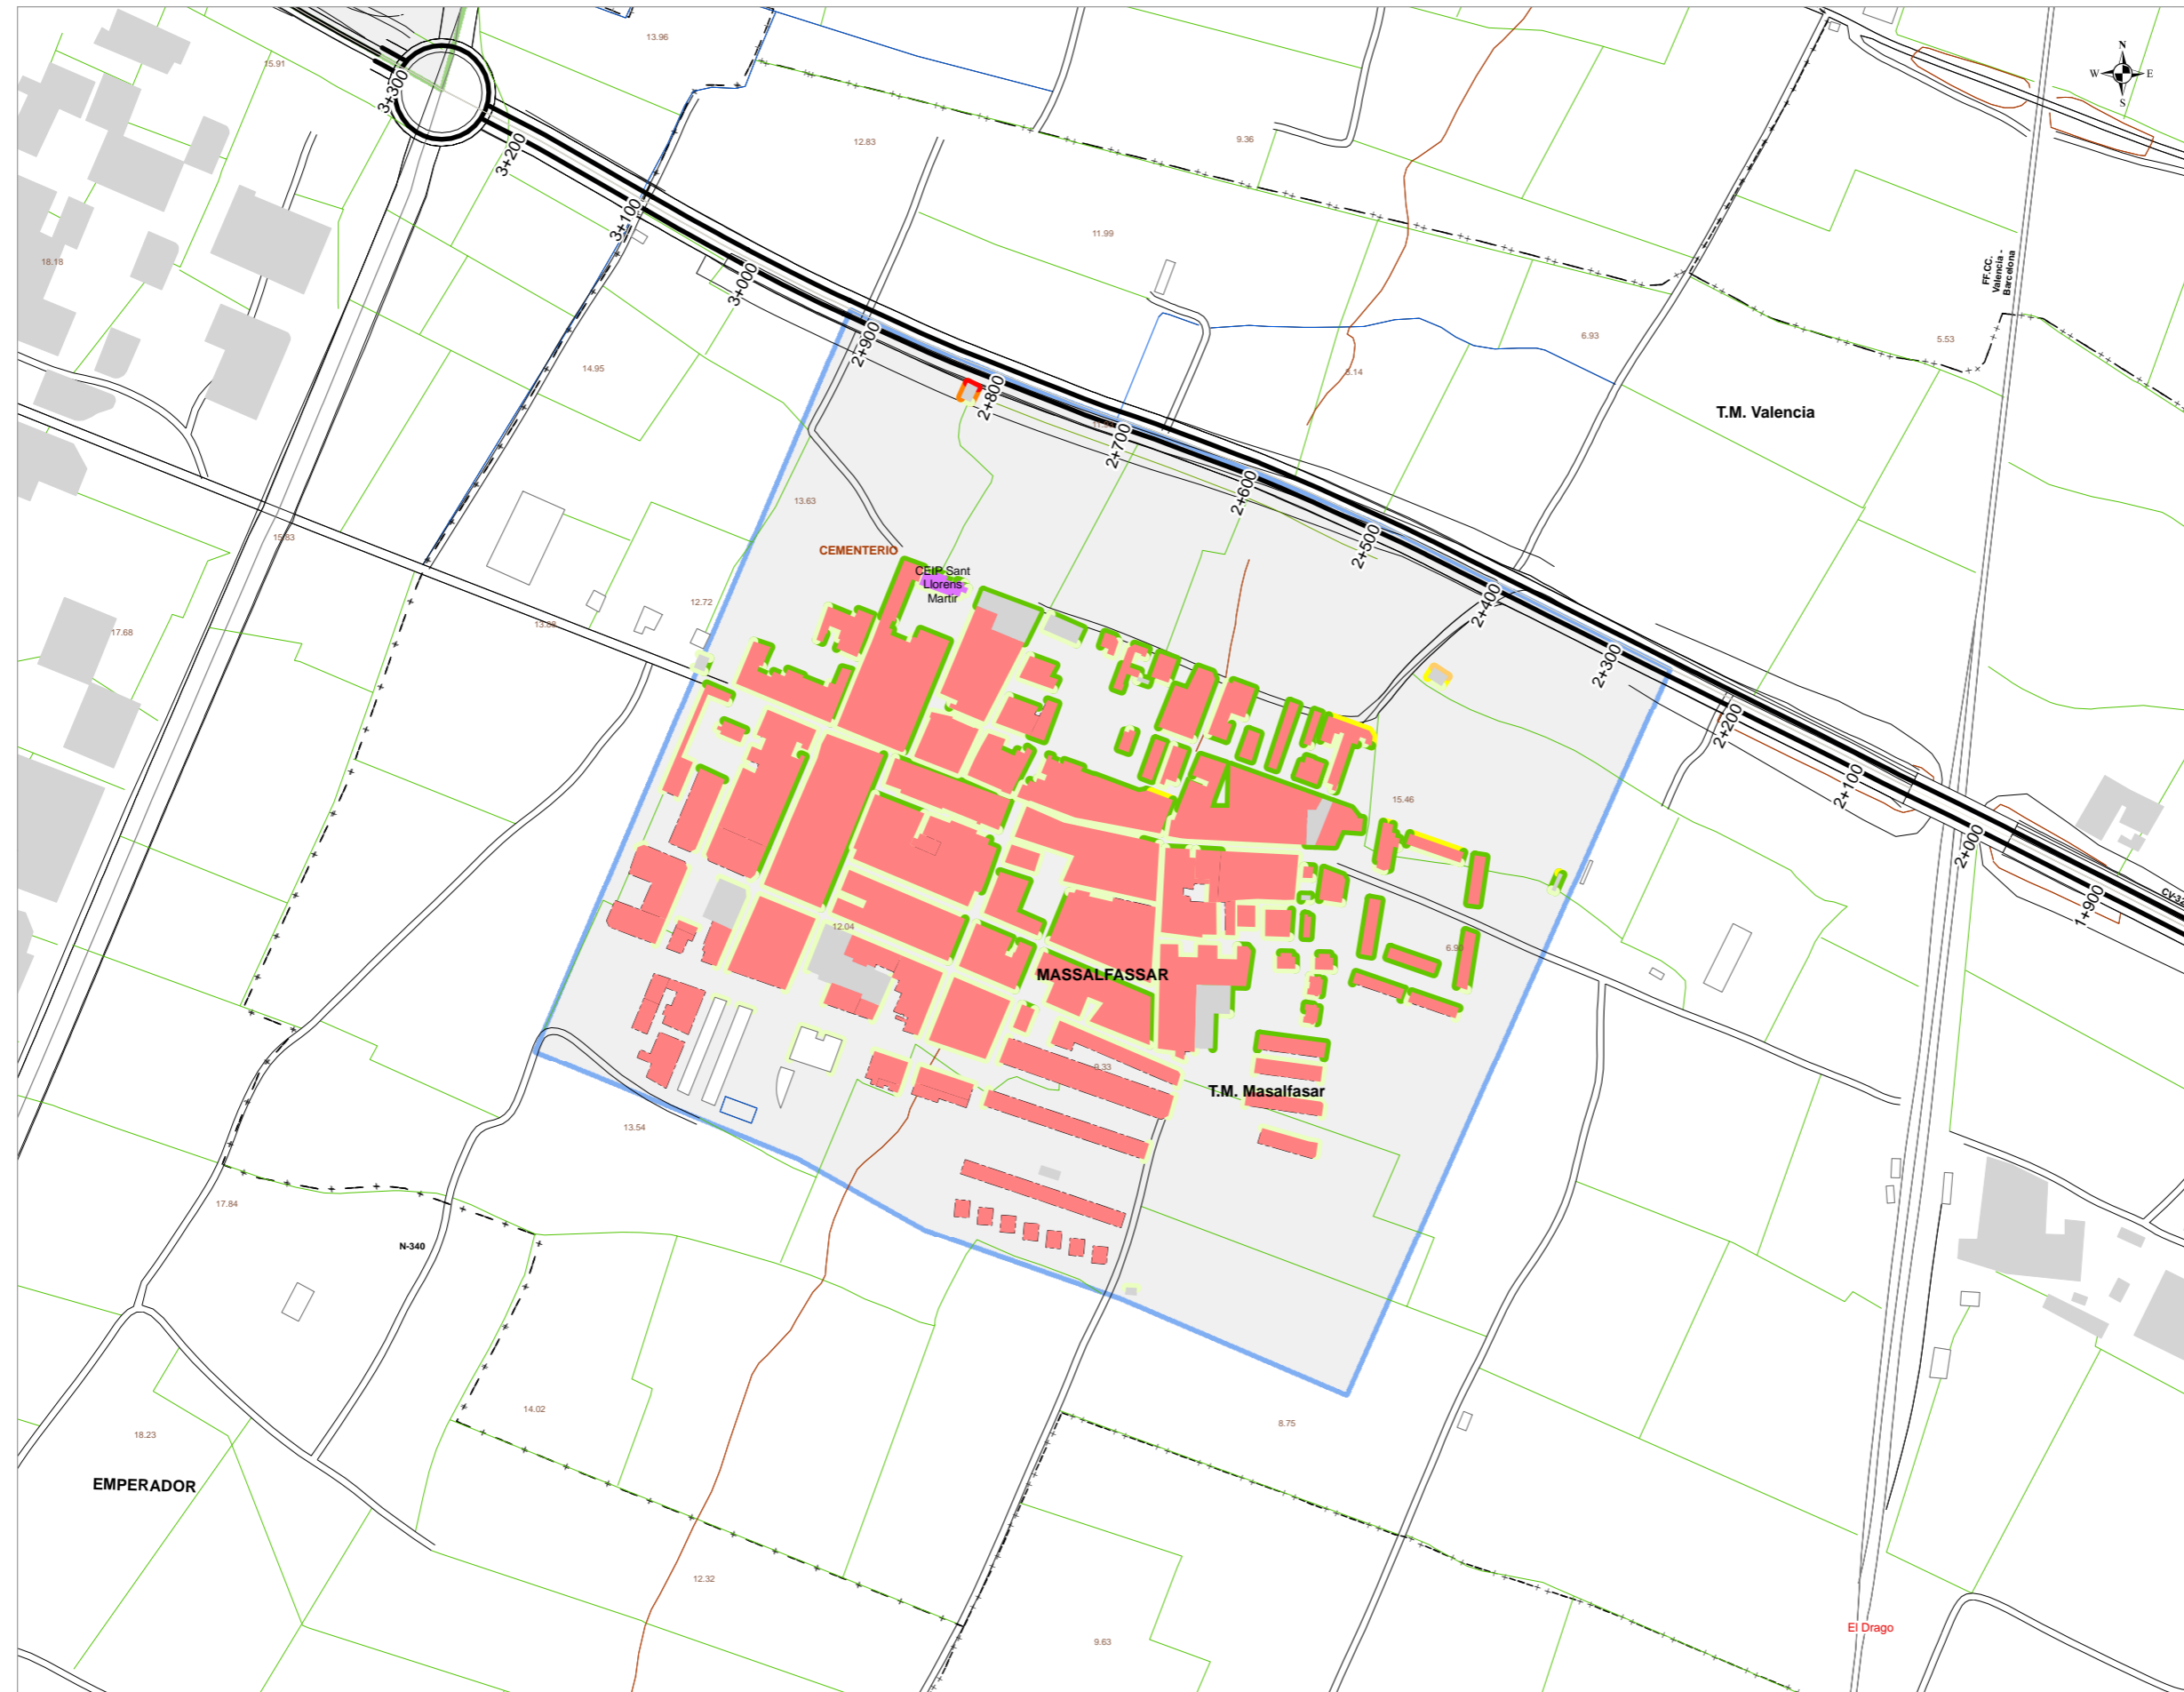 13.96
15.91
N
W
E
S
3+300
3+200
12.83
9.36
3+100
11.99
18.18
3+000
FF.CC.
Valencia -
Barcelona
2+900
6.93
5.53
14.95
8.14
2+800
T.M. Valencia
2+700
2+600
13.63
15.83
2+500
CEMENTERIO
CEIP Sant
Llorens
Martir
12.72
2+400
17.68
2+300
2+200
15.46
2+100
2+000
CV-32
1+900
12.04
6.90
MASSALFASSAR
9.33
T.M. Masalfasar
13.54
17.84
N-340
14.02
8.75
18.23
EMPERADOR
12.32
El Drago
9.63